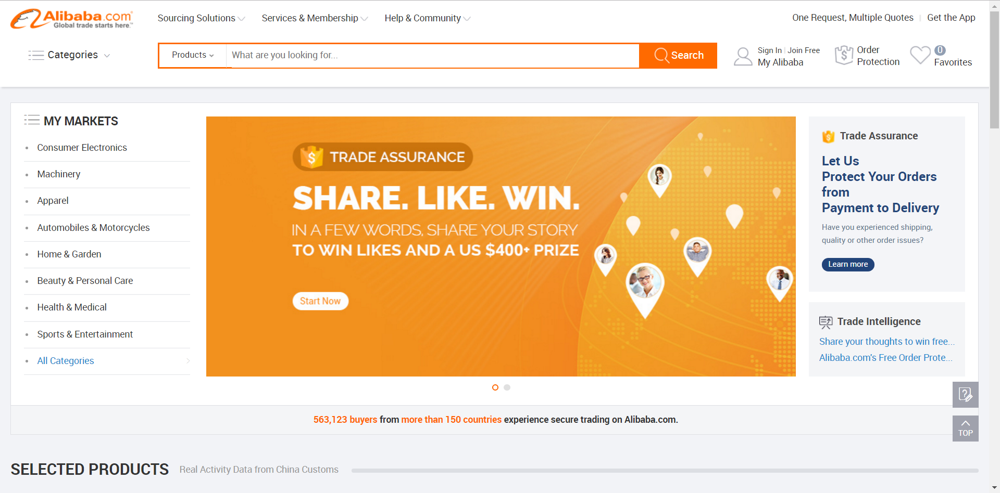 Alibaba.com
Global trade starts here.™
Sourcing Solutions
Services & Membership
Help & Community
One Request, Multiple Quotes | Get the App
Categories
Products
What are you looking for...
Search
Sign In | Join Free
My Alibaba
Order
Protection
0
Favorites
MY MARKETS
Consumer Electronics
Machinery
Apparel
Automobiles & Motorcycles
Home & Garden
Beauty & Personal Care
Health & Medical
Sports & Entertainment
All Categories
$ TRADE ASSURANCE
SHARE. LIKE. WIN.
IN A FEW WORDS, SHARE YOUR STORY
TO WIN LIKES AND A US $400+ PRIZE
Start Now
Trade Assurance
Let Us
Protect Your Orders
from
Payment to Delivery
Have you experienced shipping,
quality or other order issues?
Learn more
Trade Intelligence
Share your thoughts to win free...
Alibaba.com's Free Order Prote...
563,123 buyers from more than 150 countries experience secure trading on Alibaba.com.
TOP
SELECTED PRODUCTS
Real Activity Data from China Customs